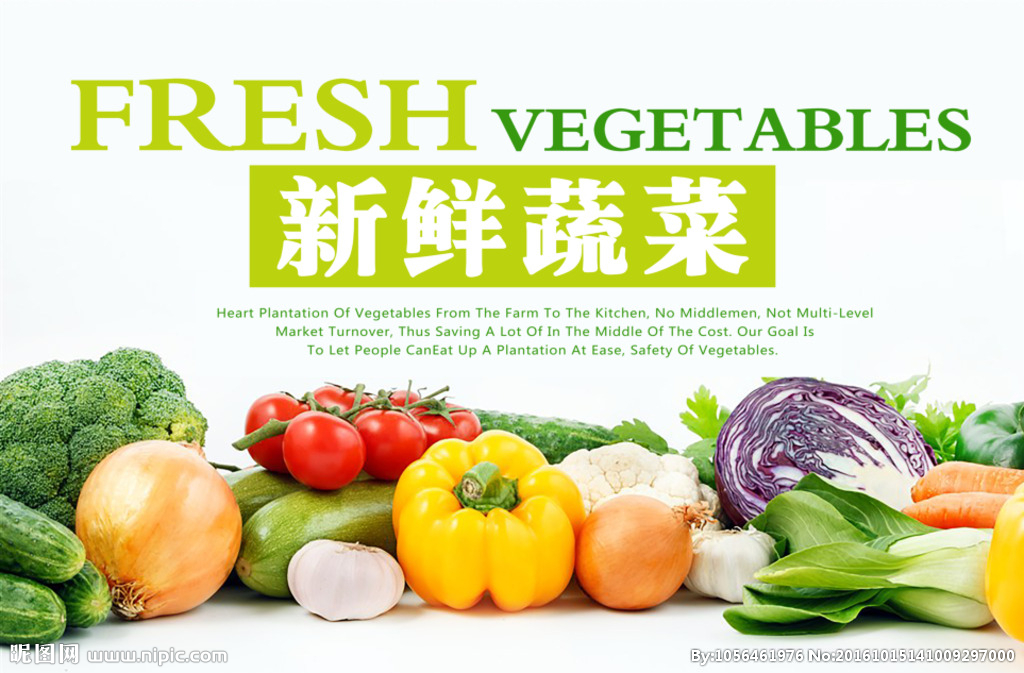 FRESH VEGETABLES
新鲜蔬菜
Heart Plantation Of Vegetables From The Farm To The Kitchen, No Middlemen, Not Multi-Level
Market Turnover, Thus Saving A Lot Of In The Middle Of The Cost. Our Goal Is
To Let People CanEat Up A Plantation At Ease, Safety Of Vegetables.
昵图网 www.nipic.com
By:1056461976 No:20161015141009297000